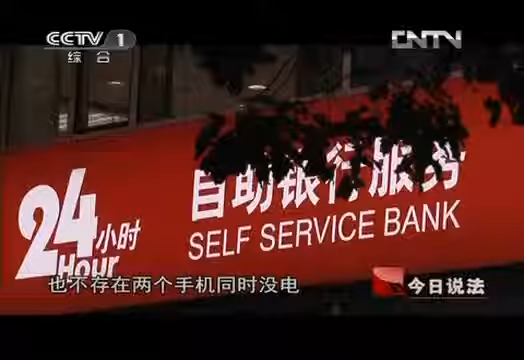 CCTV 1
综合
CNTV
自助银行服务
24小时
Hour
SELF SERVICE BANK
也不存在两个手机同时没电
今日说法